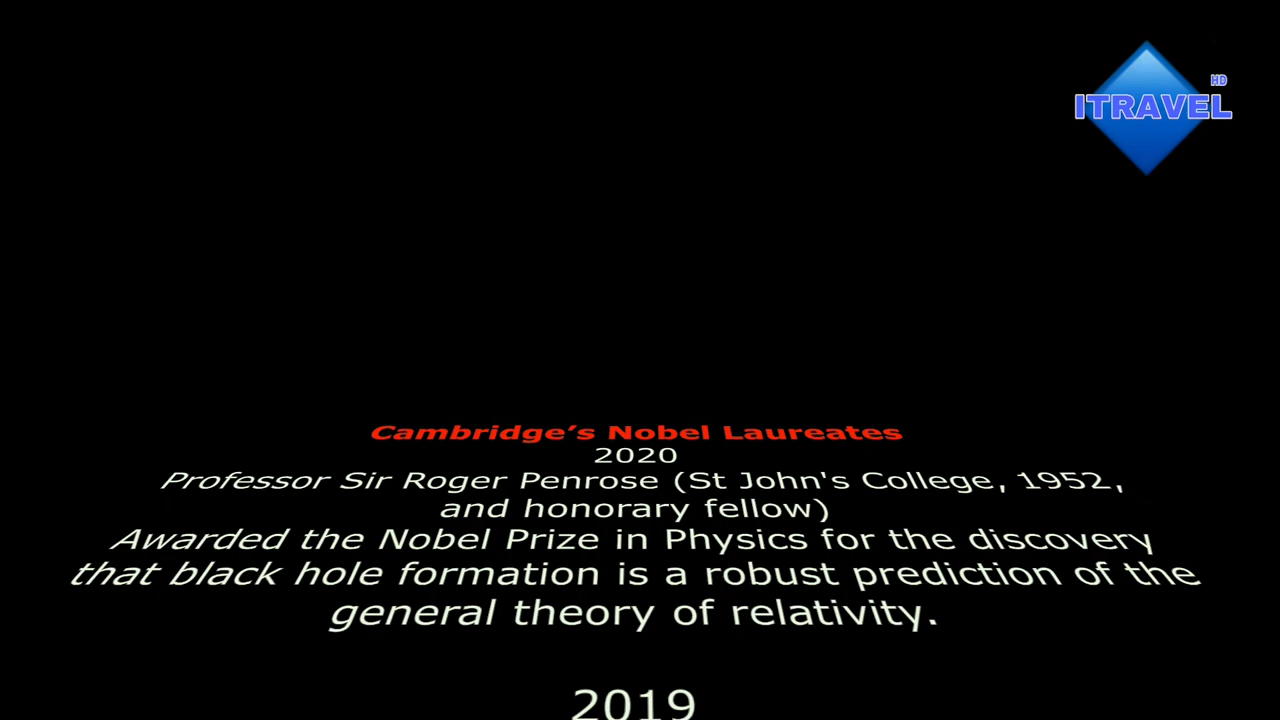 HD
ITRAVEL
Cambridge’s Nobel Laureates
2020
Professor Sir Roger Penrose (St John's College, 1952,
and honorary fellow)
Awarded the Nobel Prize in Physics for the discovery
that black hole formation is a robust prediction of the
general theory of relativity.
2019